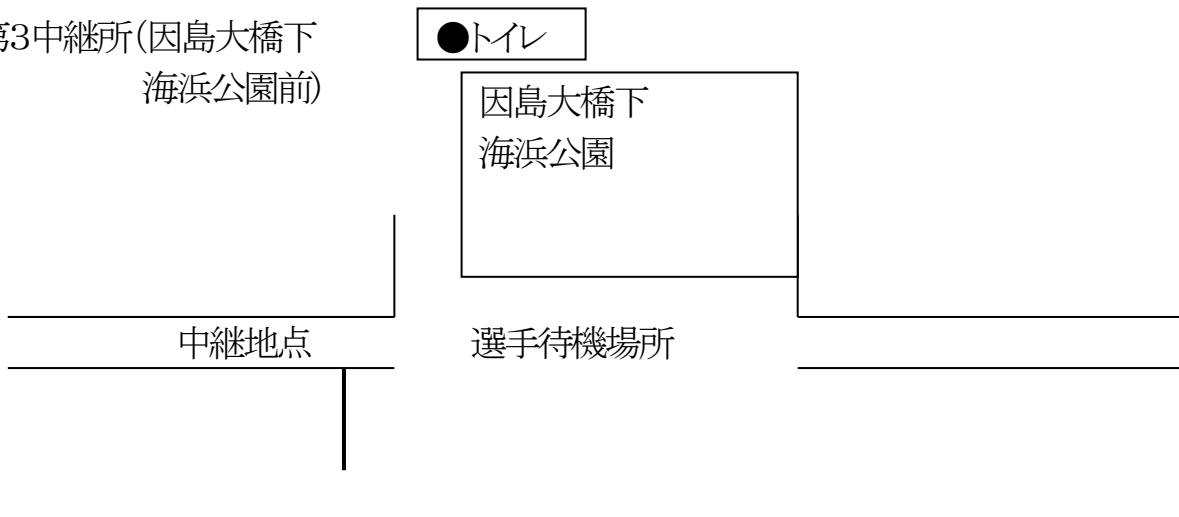 第3中継所(因島大橋下
海浜公園前)
●トイレ
因島大橋下
海浜公園
中継地点
選手待機場所